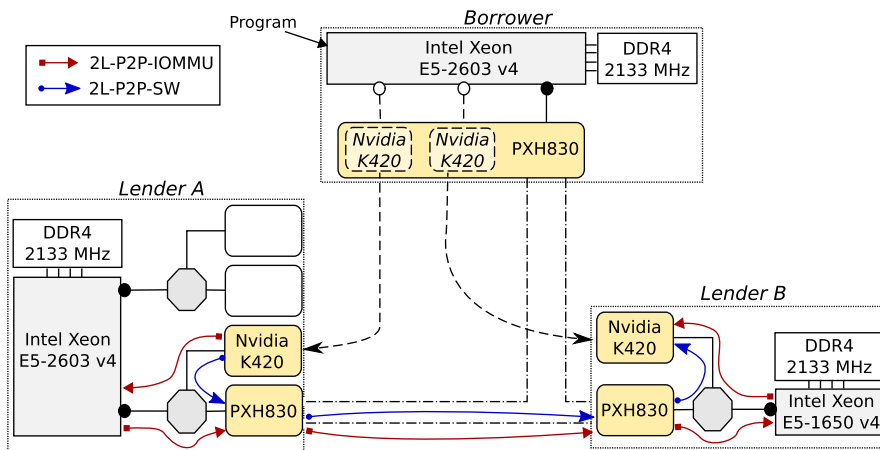 Borrower
Program
Intel Xeon
E5-2603 v4
DDR4
2133 MHz
2L-P2P-IOMMU
2L-P2P-SW
Nvidia
K420
Nvidia
K420
PXH830
Lender A
DDR4
2133 MHz
Intel Xeon
E5-2603 v4
Nvidia
K420
PXH830
Lender B
Nvidia
K420
DDR4
2133 MHz
PXH830
Intel Xeon
E5-1650 v4